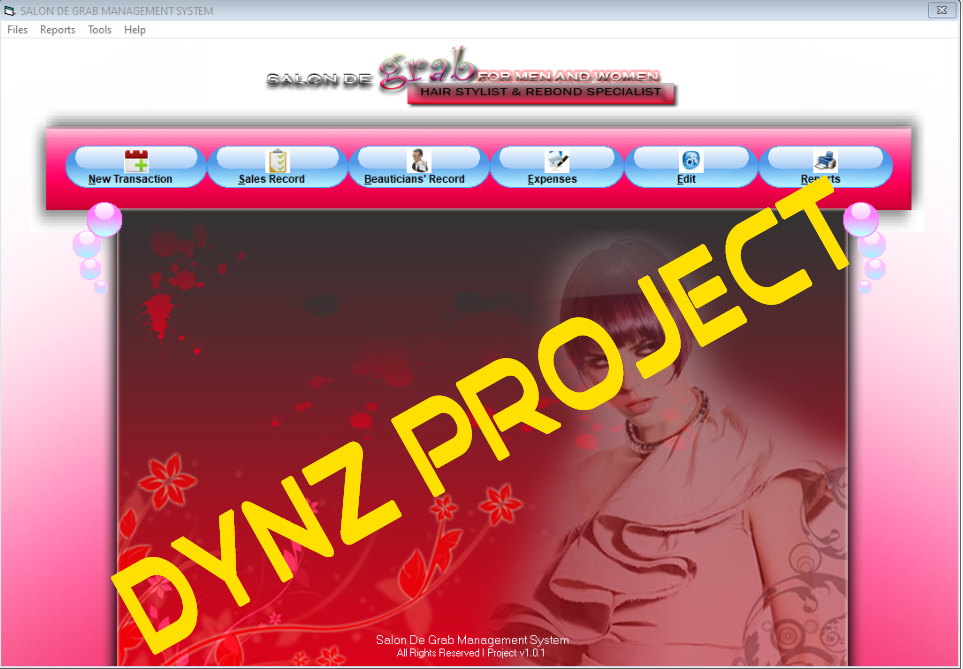 SALON DE GRAB MANAGEMENT SYSTEM
Files Reports Tools Help
SALON DE grab FOR MEN AND WOMEN
HAIR STYLIST & REBOND SPECIALIST
New Transaction Sales Record Beauticians' Record Expenses Edit Reports
DYNZ PROJECT
Salon De Grab Management System
All Rights Reserved | Project v1.0.1